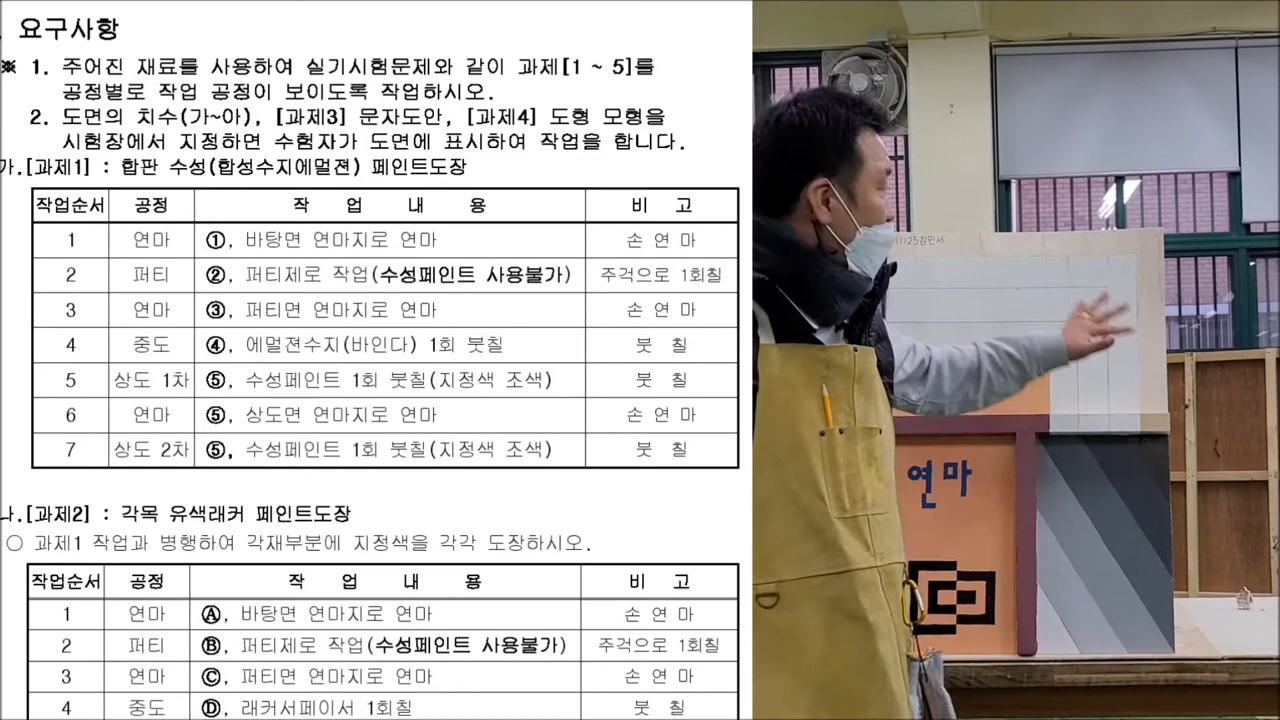 요구사항
※ 1. 주어진 재료를 사용하여 실기시험문제와 같이 과제[1 ~ 5]를
공정별로 작업 공정이 보이도록 작업하시오.
2. 도면의 치수(가~아), [과제3] 문자도안, [과제4] 도형 모형을
시험장에서 지정하면 수험자가 도면에 표시하여 작업을 합니다.
가.[과제1] : 합판 수성(합성수지에멀젼) 페인트도장
작업순서 공정 작 업 내 용 비 고
1 연마 ①, 바탕면 연마지로 연마 손 연 마
2 퍼티 ②, 퍼티제로 작업(수성페인트 사용불가) 주걱으로 1회칠
3 연마 ③, 퍼티면 연마지로 연마 손 연 마
4 중도 ④, 에멀젼수지(바인다) 1회 붓칠 붓 칠
5 상도 1차 ⑤, 수성페인트 1회 붓칠(지정색 조색) 붓 칠
6 연마 ⑤, 상도면 연마지로 연마 손 연 마
7 상도 2차 ⑤, 수성페인트 1회 붓칠(지정색 조색) 붓 칠
나.[과제2] : 각목 유색래커 페인트도장
○ 과제1 작업과 병행하여 각재부분에 지정색을 각각 도장하시오.
작업순서 공정 작 업 내 용 비 고
1 연마 Ⓐ, 바탕면 연마지로 연마 손 연 마
2 퍼티 Ⓑ, 퍼티제로 작업(수성페인트 사용불가) 주걱으로 1회칠
3 연마 Ⓒ, 퍼티면 연마지로 연마 손 연 마
4 중도 Ⓓ, 래커서페이서 1회칠 붓 칠
11125김민서
연마